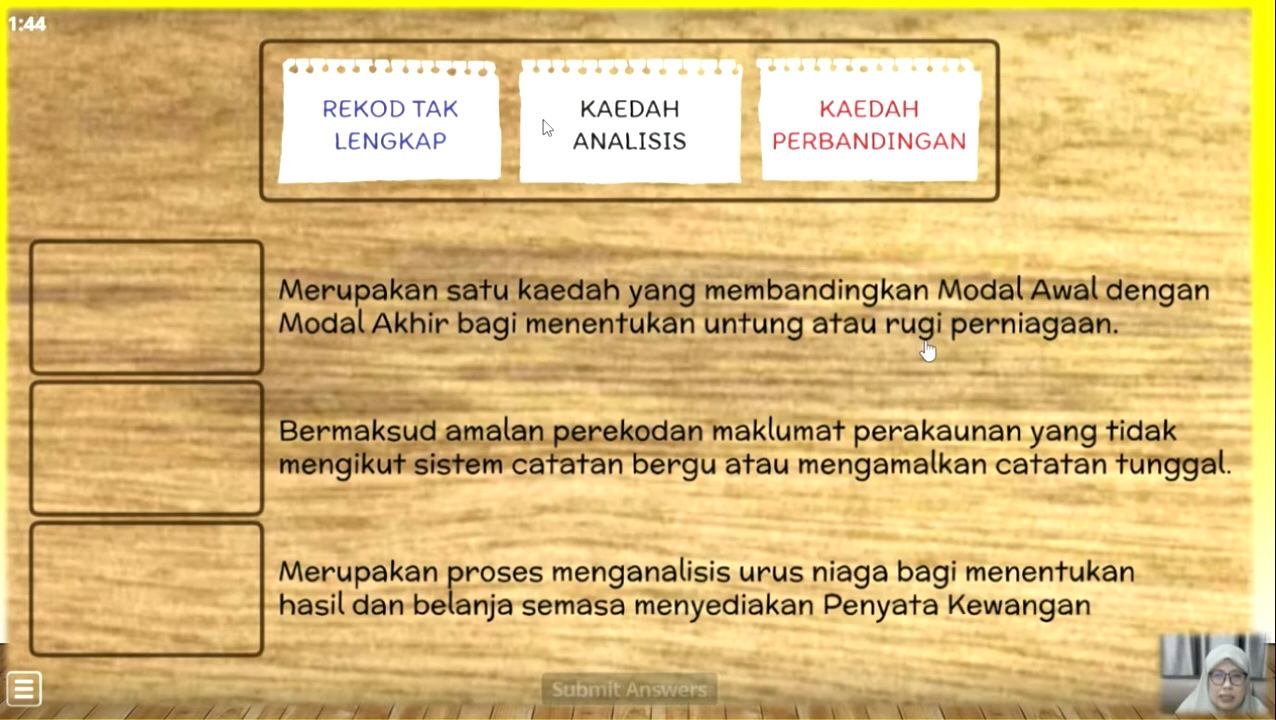 1:44
REKOD TAK
LENGKAP
KAEDAH
ANALISIS
KAEDAH
PERBANDINGAN
Merupakan satu kaedah yang membandingkan Modal Awal dengan
Modal Akhir bagi menentukan untung atau rugi perniagaan.
Bermaksud amalan perekodan maklumat perakaunan yang tidak
mengikut sistem catatan bergu atau mengamalkan catatan tunggal.
Merupakan proses menganalisis urus niaga bagi menentukan
hasil dan belanja semasa menyediakan Penyata Kewangan
Submit Answers